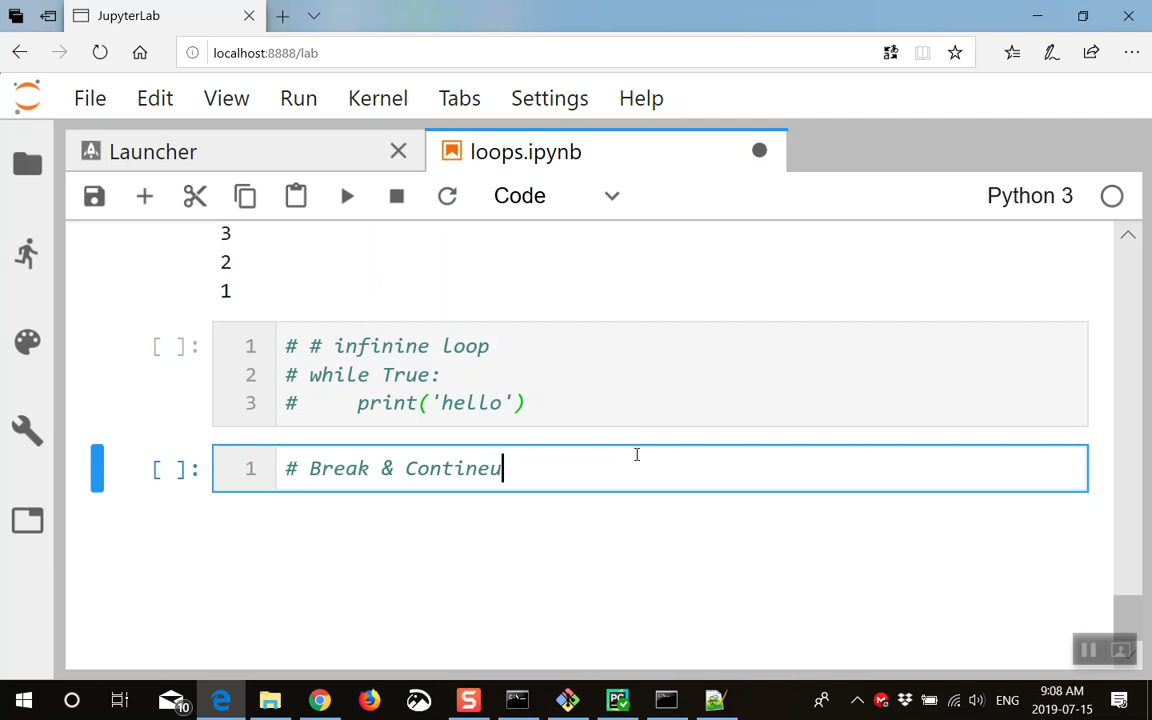 JupyterLab
localhost:8888/lab
File Edit View Run Kernel Tabs Settings Help
Launcher
loops.ipynb
Code
Python 3
3
2
1
[ ]:
1 # # infinine loop
2 # while True:
3 #     print('hello')
[ ]:
1 # Break & Contineu
10
S
PC
ENG
9:08 AM
2019-07-15